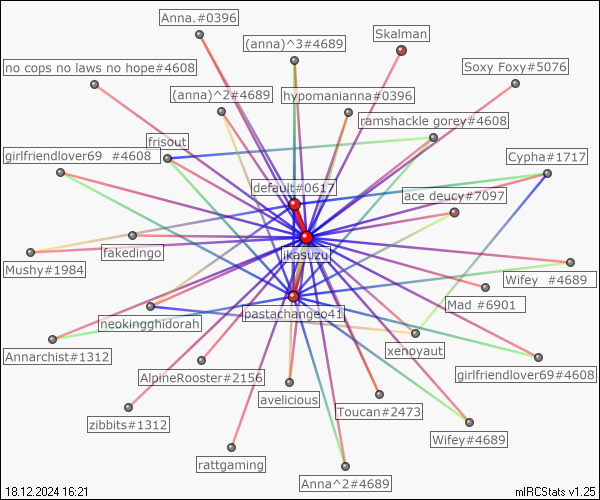 Anna.#0396
Skalman
(anna)^3#4689
no cops no laws no hope#4608
Soxy Foxy#5076
(anna)^2#4689
hypomanianna#0396
ramshackle gorey#4608
frisout
girlfriendlover69 #4608
Cypha#1717
default#0617
ace deucy#7097
jkasuzu
fakedingo
Mushy#1984
Wifey #4689
Mad #6901
pastachange041
neokingghidorah
xenoyaut
Annarchist#1312
girlfriendlover69#4608
AlpineRooster#2156
avelicious
Toucan#2473
zibbits#1312
Wifey#4689
rattgaming
Anna^2#4689
18.12.2024 16:21
mIRCStats v1.25